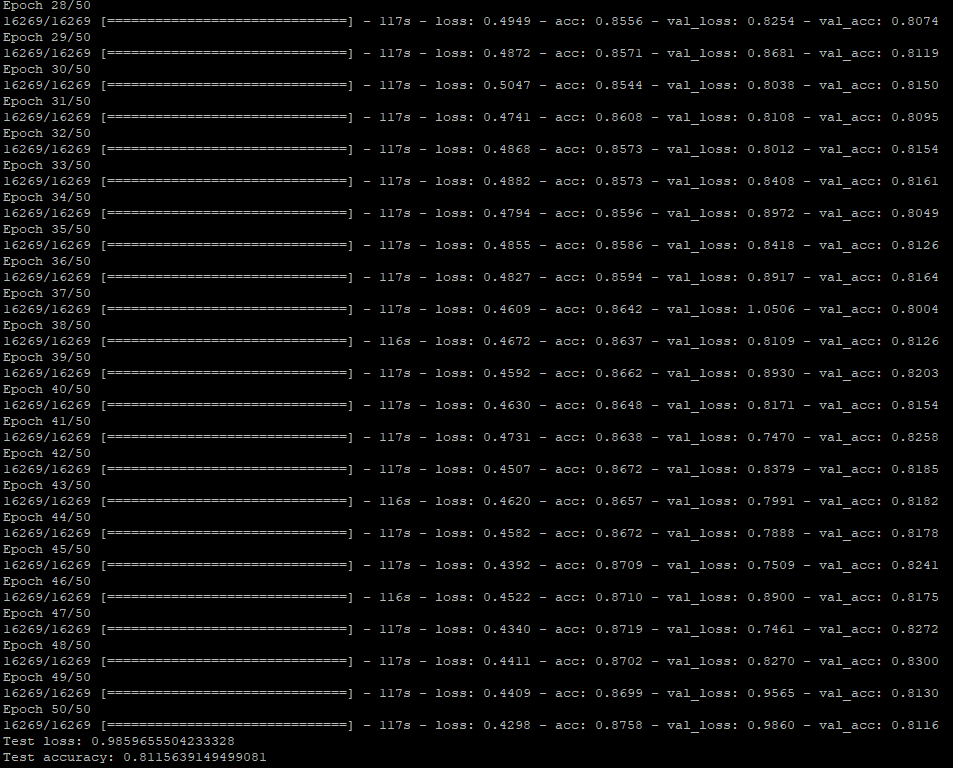 Epoch 28/50
16269/16269 [==============================] - 117s - loss: 0.4949 - acc: 0.8556 - val_loss: 0.8254 - val_acc: 0.8074
Epoch 29/50
16269/16269 [==============================] - 117s - loss: 0.4872 - acc: 0.8571 - val_loss: 0.8681 - val_acc: 0.8119
Epoch 30/50
16269/16269 [==============================] - 117s - loss: 0.5047 - acc: 0.8544 - val_loss: 0.8038 - val_acc: 0.8150
Epoch 31/50
16269/16269 [==============================] - 117s - loss: 0.4741 - acc: 0.8608 - val_loss: 0.8108 - val_acc: 0.8095
Epoch 32/50
16269/16269 [==============================] - 117s - loss: 0.4868 - acc: 0.8573 - val_loss: 0.8012 - val_acc: 0.8154
Epoch 33/50
16269/16269 [==============================] - 117s - loss: 0.4882 - acc: 0.8573 - val_loss: 0.8408 - val_acc: 0.8161
Epoch 34/50
16269/16269 [==============================] - 117s - loss: 0.4794 - acc: 0.8596 - val_loss: 0.8972 - val_acc: 0.8049
Epoch 35/50
16269/16269 [==============================] - 117s - loss: 0.4855 - acc: 0.8586 - val_loss: 0.8418 - val_acc: 0.8126
Epoch 36/50
16269/16269 [==============================] - 117s - loss: 0.4827 - acc: 0.8594 - val_loss: 0.8917 - val_acc: 0.8164
Epoch 37/50
16269/16269 [==============================] - 117s - loss: 0.4609 - acc: 0.8642 - val_loss: 1.0506 - val_acc: 0.8004
Epoch 38/50
16269/16269 [==============================] - 116s - loss: 0.4672 - acc: 0.8637 - val_loss: 0.8109 - val_acc: 0.8126
Epoch 39/50
16269/16269 [==============================] - 117s - loss: 0.4592 - acc: 0.8662 - val_loss: 0.8930 - val_acc: 0.8203
Epoch 40/50
16269/16269 [==============================] - 117s - loss: 0.4630 - acc: 0.8648 - val_loss: 0.8171 - val_acc: 0.8154
Epoch 41/50
16269/16269 [==============================] - 117s - loss: 0.4731 - acc: 0.8638 - val_loss: 0.7470 - val_acc: 0.8258
Epoch 42/50
16269/16269 [==============================] - 117s - loss: 0.4507 - acc: 0.8672 - val_loss: 0.8379 - val_acc: 0.8185
Epoch 43/50
16269/16269 [==============================] - 116s - loss: 0.4620 - acc: 0.8657 - val_loss: 0.7991 - val_acc: 0.8182
Epoch 44/50
16269/16269 [==============================] - 117s - loss: 0.4582 - acc: 0.8672 - val_loss: 0.7888 - val_acc: 0.8178
Epoch 45/50
16269/16269 [==============================] - 117s - loss: 0.4392 - acc: 0.8709 - val_loss: 0.7509 - val_acc: 0.8241
Epoch 46/50
16269/16269 [==============================] - 116s - loss: 0.4522 - acc: 0.8710 - val_loss: 0.8900 - val_acc: 0.8175
Epoch 47/50
16269/16269 [==============================] - 117s - loss: 0.4340 - acc: 0.8719 - val_loss: 0.7461 - val_acc: 0.8272
Epoch 48/50
16269/16269 [==============================] - 117s - loss: 0.4411 - acc: 0.8702 - val_loss: 0.8270 - val_acc: 0.8300
Epoch 49/50
16269/16269 [==============================] - 117s - loss: 0.4409 - acc: 0.8699 - val_loss: 0.9565 - val_acc: 0.8130
Epoch 50/50
16269/16269 [==============================] - 117s - loss: 0.4298 - acc: 0.8758 - val_loss: 0.9860 - val_acc: 0.8116
Test loss: 0.9859655504233328
Test accuracy: 0.8115639149499081